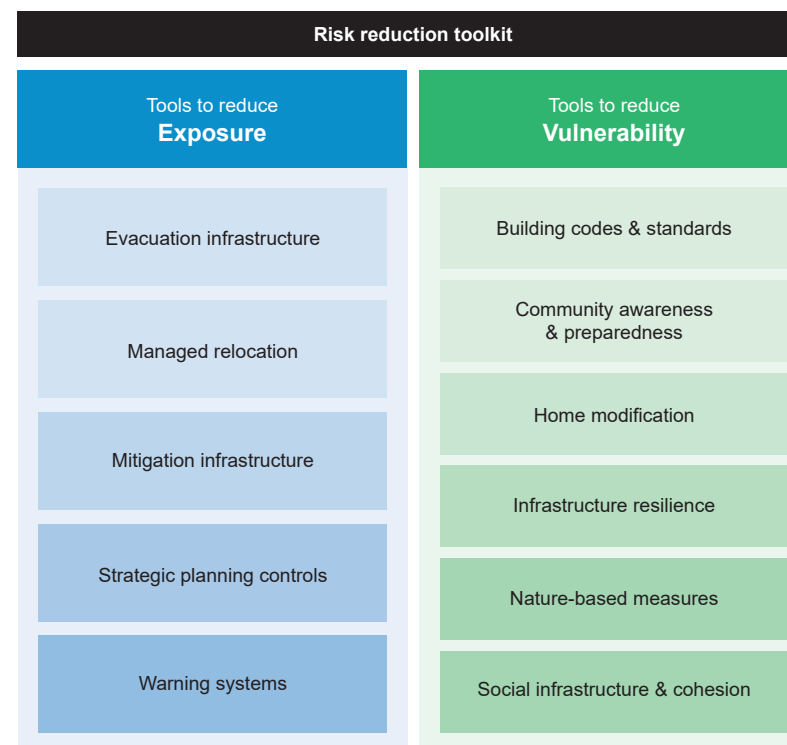 Risk reduction toolkit
Tools to reduce
Exposure
Evacuation infrastructure
Managed relocation
Mitigation infrastructure
Strategic planning controls
Warning systems
Tools to reduce
Vulnerability
Building codes & standards
Community awareness
& preparedness
Home modification
Infrastructure resilience
Nature-based measures
Social infrastructure & cohesion